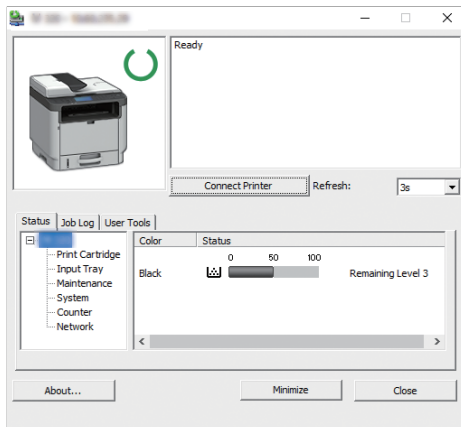 Ready
Connect Printer Refresh: 3s
Status Job Log User Tools
Color Status
Print Cartridge
Input Tray
Maintenance
System
Counter
Network
0 50 100
Black Remaining Level 3
About... Minimize Close